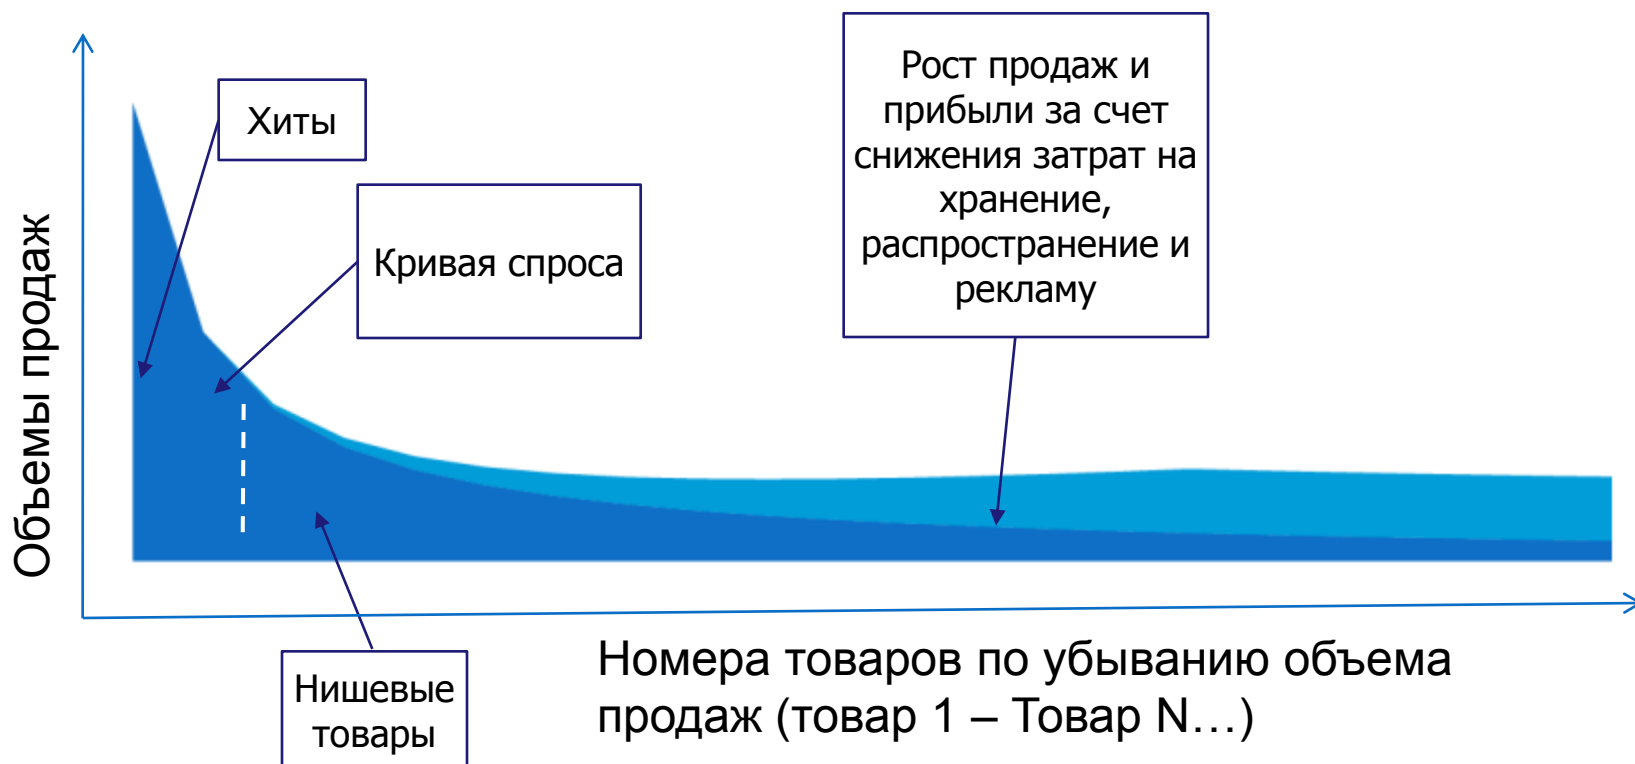 Объемы продаж
Хиты
Кривая спроса
Рост продаж и
прибыли за счет
снижения затрат на
хранение,
распространение и
рекламу
Нишевые
товары
Номера товаров по убыванию объема
продаж (товар 1 – Товар N…)